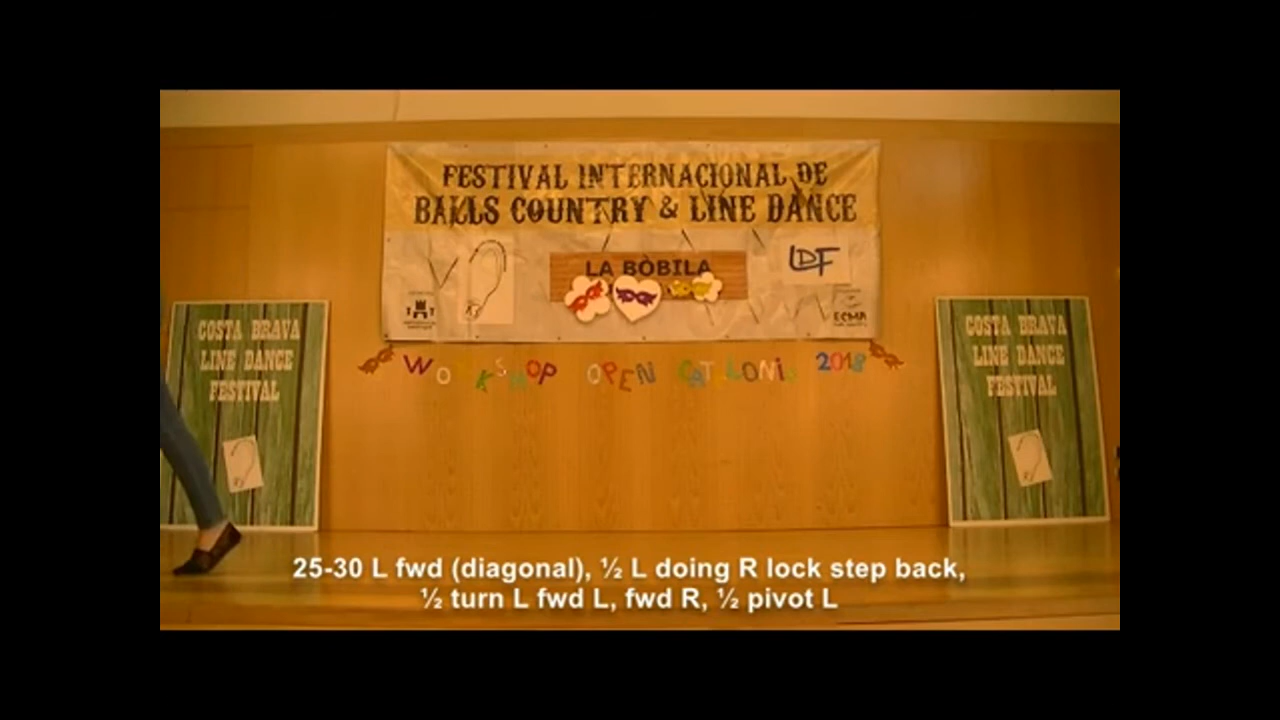 FESTIVAL INTERNACIONAL DE
BALLS COUNTRY & LINE DANCE
LA BÒBILA
LDF
ECMA
WORKSHOP OPEN CATALONIA 2018
COSTA BRAVA
LINE DANCE
FESTIVAL
COSTA BRAVA
LINE DANCE
FESTIVAL
25-30 L fwd (diagonal), ½ L doing R lock step back,
½ turn L fwd L, fwd R, ½ pivot L